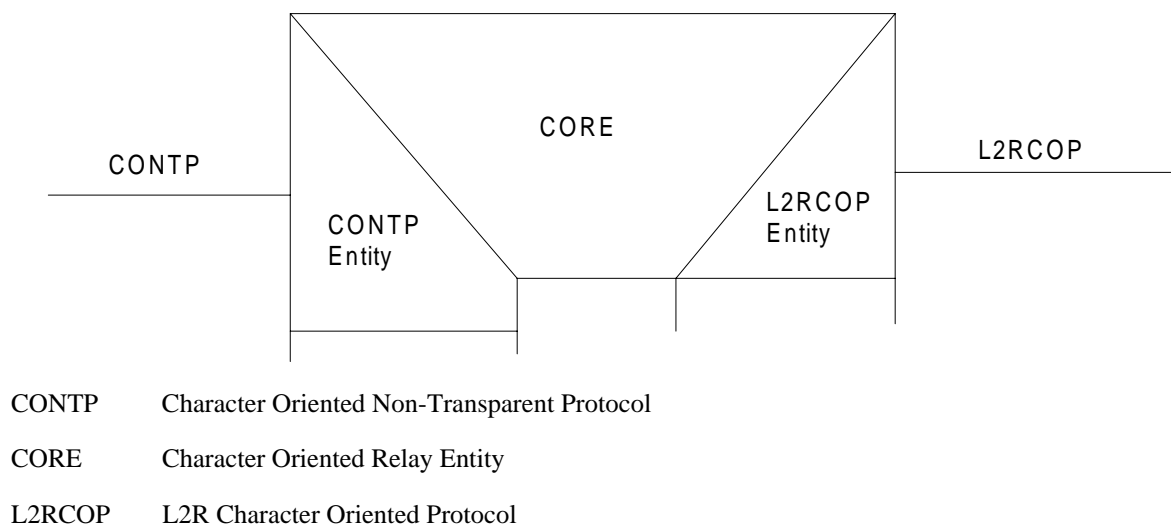 CORE
CONTP
L2RCOP
CONTP
Entity
L2RCOP
Entity
CONTP Character Oriented Non-Transparent Protocol
CORE Character Oriented Relay Entity
L2RCOP L2R Character Oriented Protocol